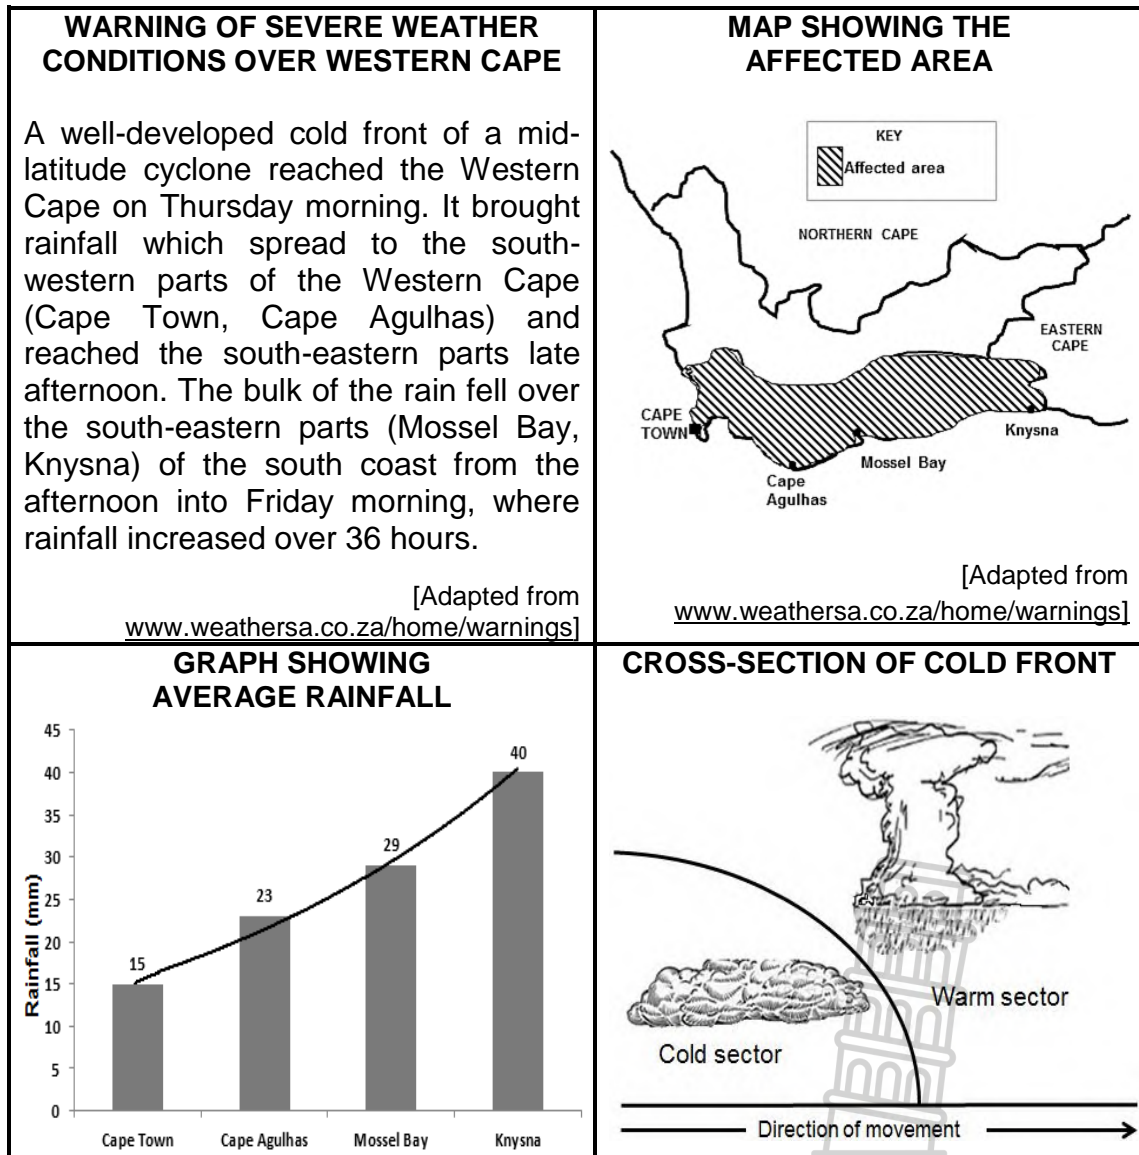 WARNING OF SEVERE WEATHER
CONDITIONS OVER WESTERN CAPE
A well-developed cold front of a mid-
latitude cyclone reached the Western
Cape on Thursday morning. It brought
rainfall which spread to the south-
western parts of the Western Cape
(Cape Town, Cape Agulhas) and
reached the south-eastern parts late
afternoon. The bulk of the rain fell over
the south-eastern parts (Mossel Bay,
Knysna) of the south coast from the
afternoon into Friday morning, where
rainfall increased over 36 hours.
[Adapted from
www.weathersa.co.za/home/warnings]
MAP SHOWING THE
AFFECTED AREA
KEY
Affected area
NORTHERN CAPE
EASTERN
CAPE
CAPE
TOWN
Knysna
Mossel Bay
Cape
Agulhas
[Adapted from
www.weathersa.co.za/home/warnings]
GRAPH SHOWING
AVERAGE RAINFALL
Rainfall (mm)
45
40
35
30
25
20
15
10
5
0
15
23
29
40
Cape Town
Cape Agulhas
Mossel Bay
Knysna
CROSS-SECTION OF COLD FRONT
Warm sector
Cold sector
Direction of movement